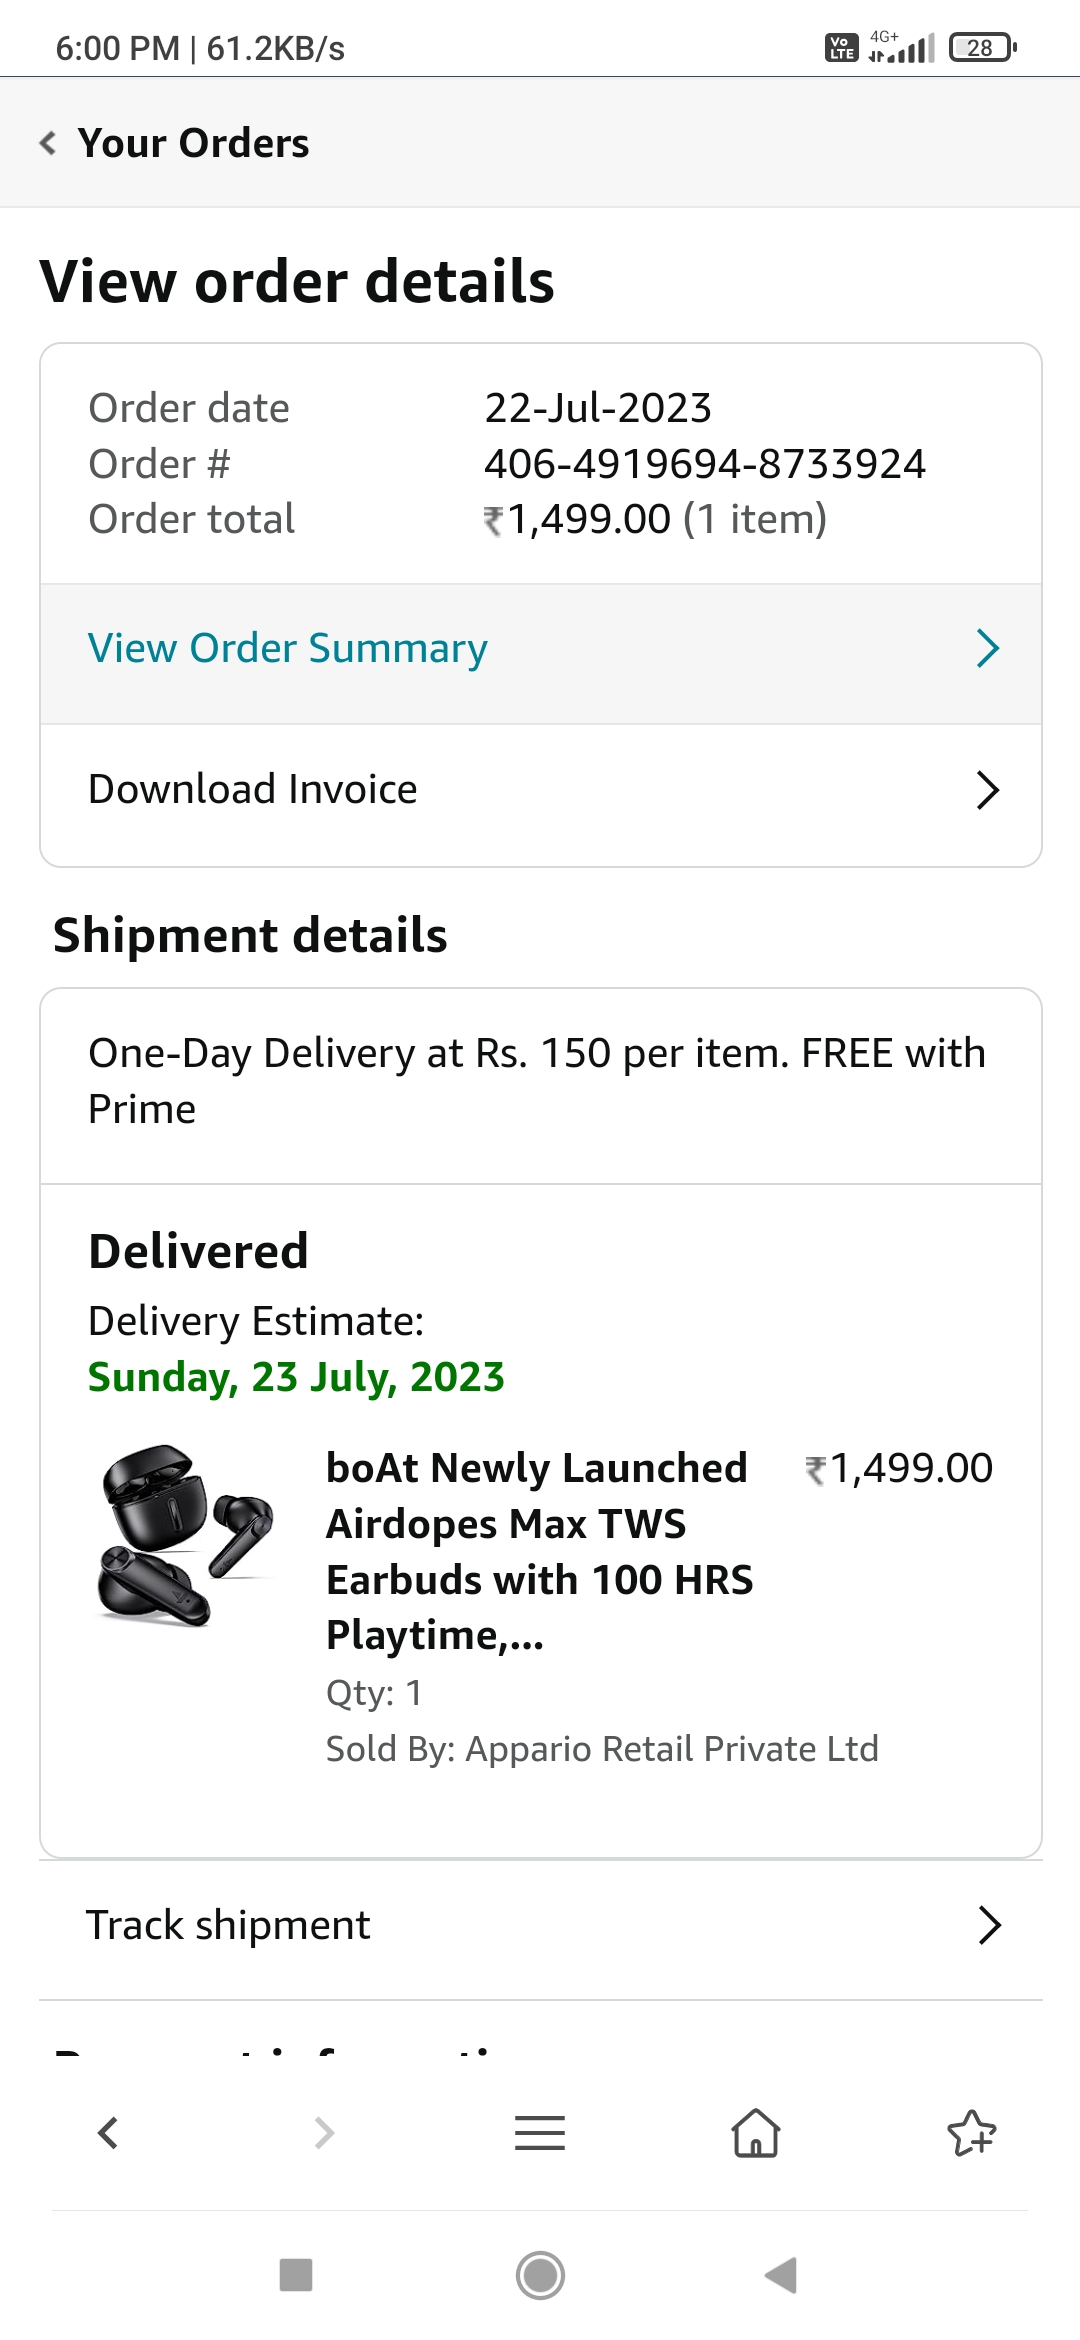 6:00 PM | 61.2KB/s
Vo LTE 4G+ 28
Your Orders
View order details
Order date 22-Jul-2023
Order # 406-4919694-8733924
Order total ₹1,499.00 (1 item)
View Order Summary
Download Invoice
Shipment details
One-Day Delivery at Rs. 150 per item. FREE with
Prime
Delivered
Delivery Estimate:
Sunday, 23 July, 2023
boAt Newly Launched ₹1,499.00
Airdopes Max TWS
Earbuds with 100 HRS
Playtime,...
Qty: 1
Sold By: Appario Retail Private Ltd
Track shipment